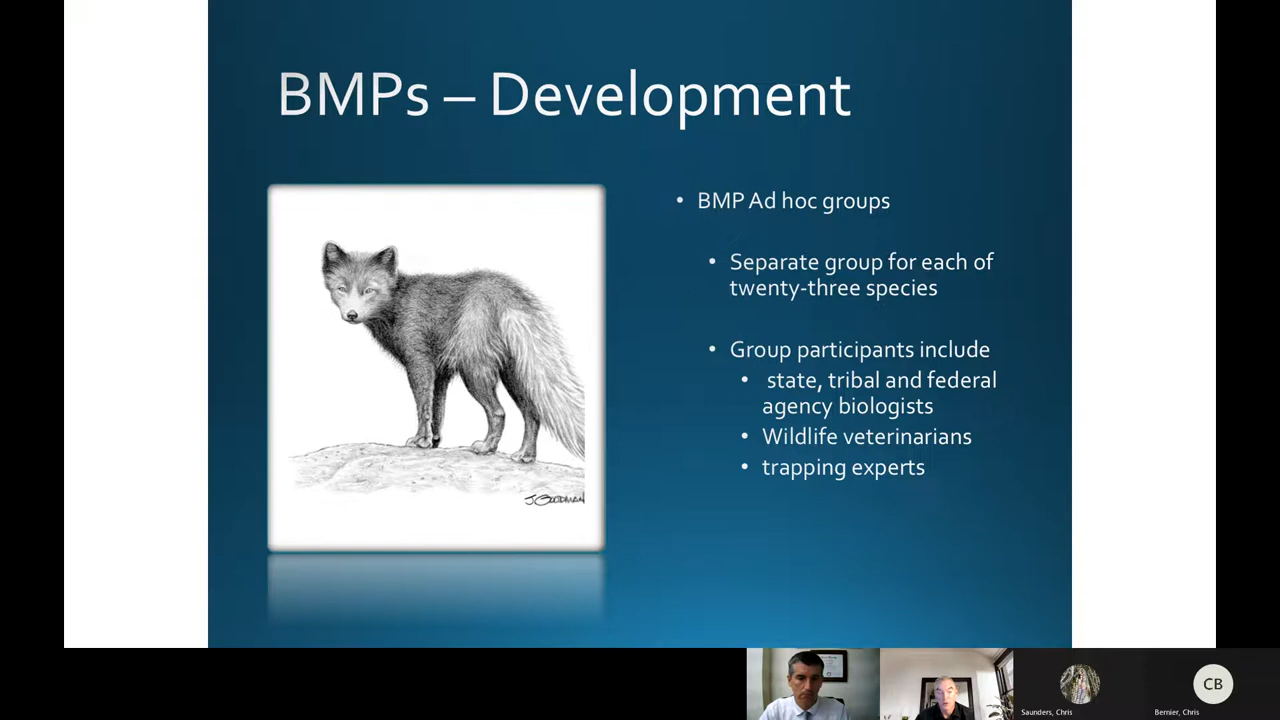 BMPs – Development
• BMP Ad hoc groups
• Separate group for each of
twenty-three species
• Group participants include
• state, tribal and federal
agency biologists
• Wildlife veterinarians
• trapping experts
J. GOODMAN
CB
Saunders, Chris
Bernier, Chris